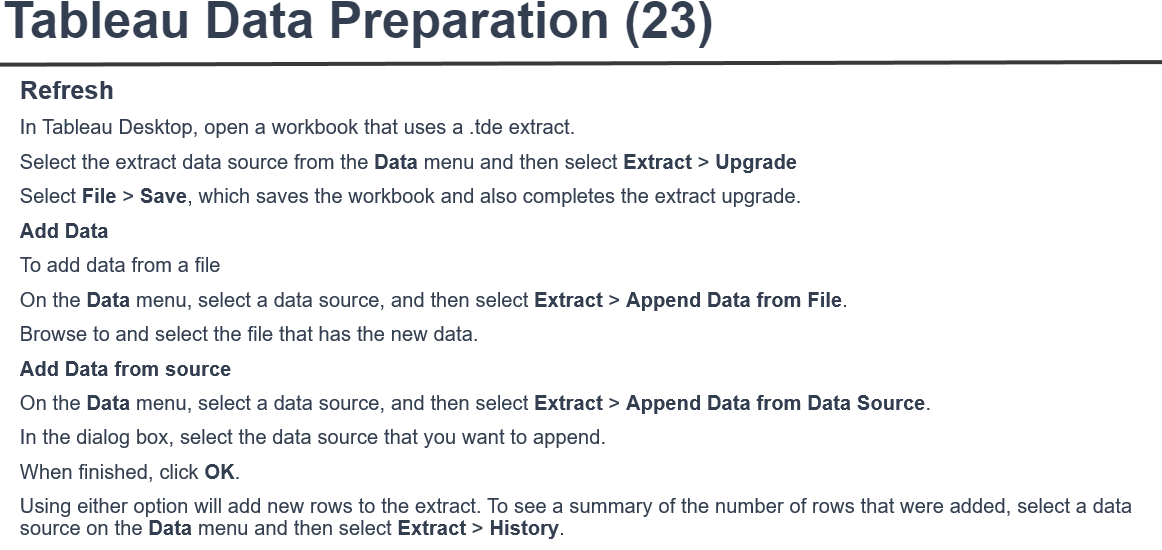 Tableau Data Preparation (23)
Refresh
In Tableau Desktop, open a workbook that uses a .tde extract.
Select the extract data source from the Data menu and then select Extract > Upgrade
Select File > Save, which saves the workbook and also completes the extract upgrade.
Add Data
To add data from a file
On the Data menu, select a data source, and then select Extract > Append Data from File.
Browse to and select the file that has the new data.
Add Data from source
On the Data menu, select a data source, and then select Extract > Append Data from Data Source.
In the dialog box, select the data source that you want to append.
When finished, click OK.
Using either option will add new rows to the extract. To see a summary of the number of rows that were added, select a data
source on the Data menu and then select Extract > History.